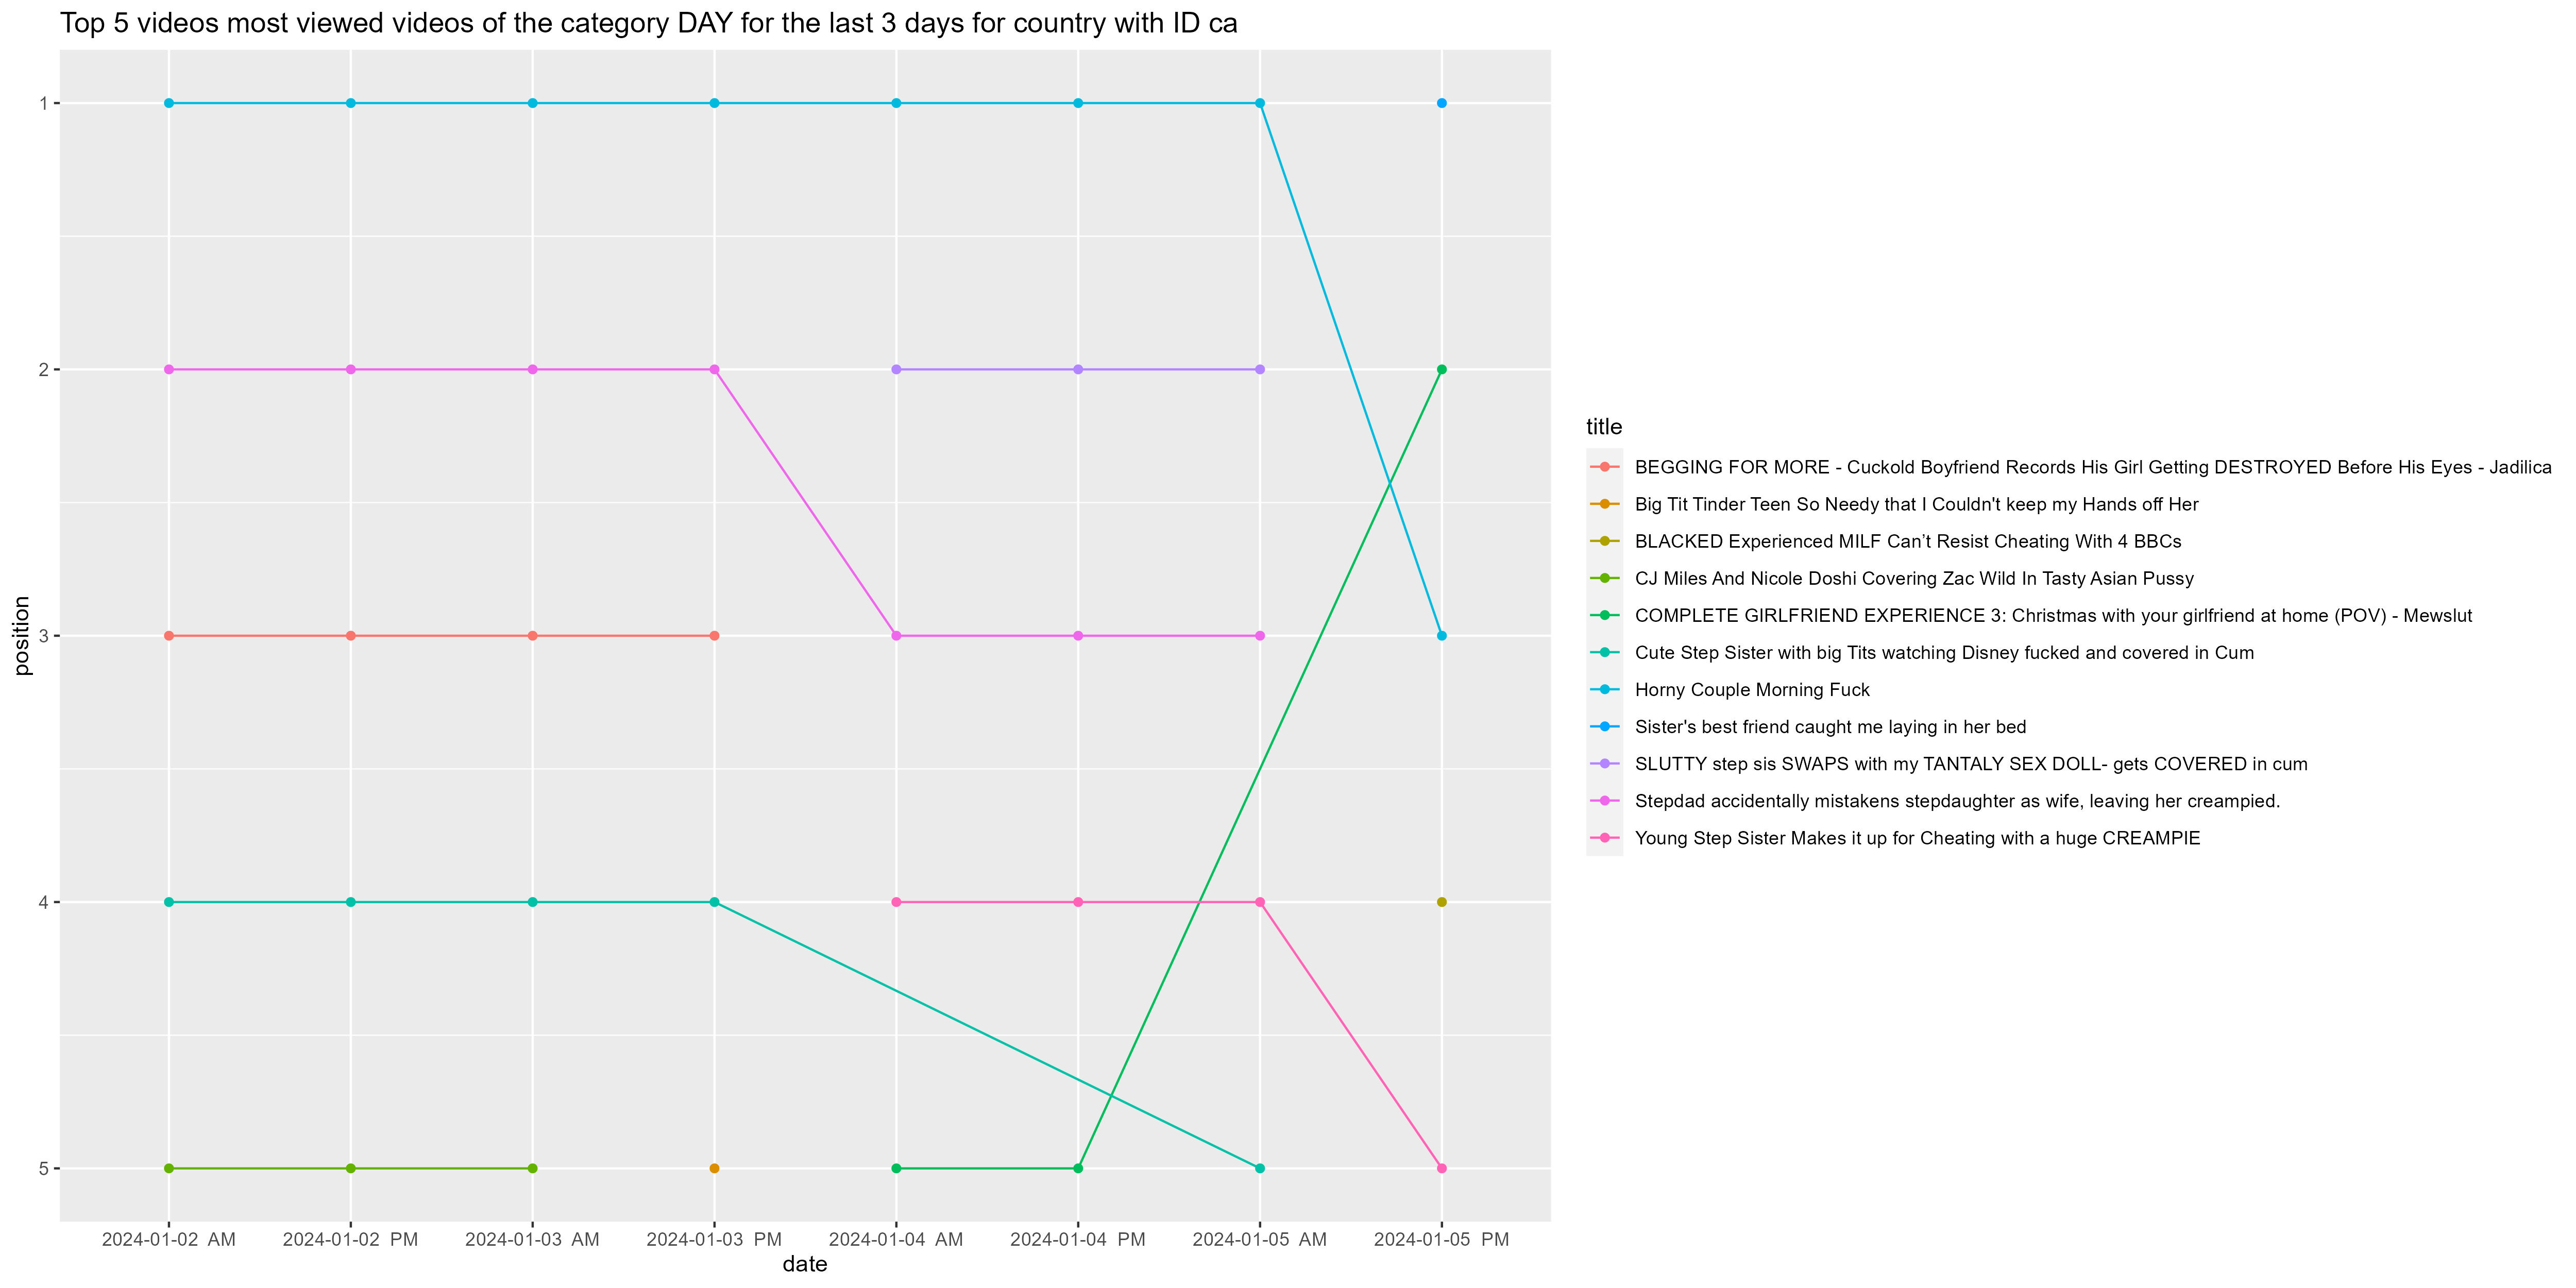 Top 5 videos most viewed videos of the category DAY for the last 3 days for country with ID ca
1
2
3
4
5
position
2024-01-02 AM
2024-01-02 PM
2024-01-03 AM
2024-01-03 PM
2024-01-04 AM
2024-01-04 PM
2024-01-05 AM
2024-01-05 PM
date
title
BEGGING FOR MORE - Cuckold Boyfriend Records His Girl Getting DESTROYED Before His Eyes - Jadilica
Big Tit Tinder Teen So Needy that I Couldn't keep my Hands off Her
BLACKED Experienced MILF Can’t Resist Cheating With 4 BBCs
CJ Miles And Nicole Doshi Covering Zac Wild In Tasty Asian Pussy
COMPLETE GIRLFRIEND EXPERIENCE 3: Christmas with your girlfriend at home (POV) - Mewslut
Cute Step Sister with big Tits watching Disney fucked and covered in Cum
Horny Couple Morning Fuck
Sister's best friend caught me laying in her bed
SLUTTY step sis SWAPS with my TANTALY SEX DOLL- gets COVERED in cum
Stepdad accidentally mistakens stepdaughter as wife, leaving her creampied.
Young Step Sister Makes it up for Cheating with a huge CREAMPIE